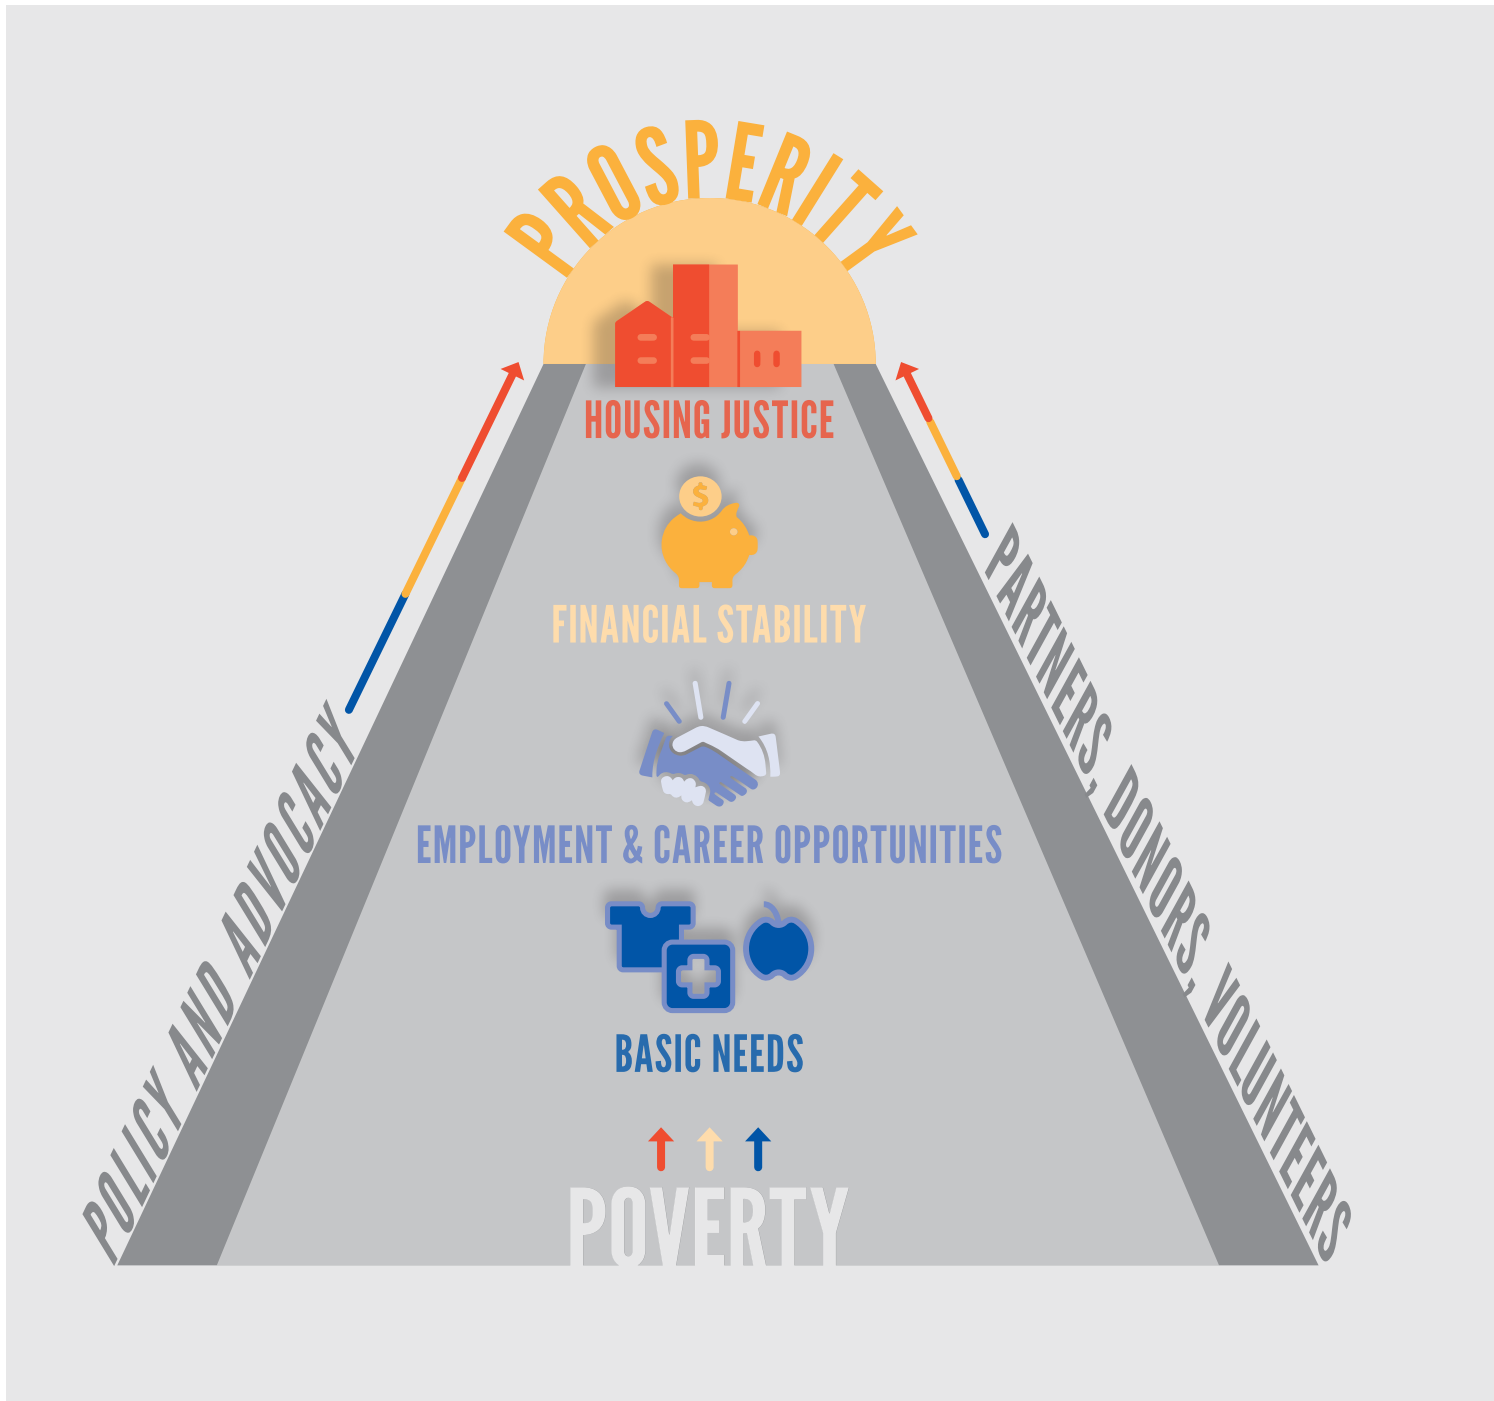 PROSPERITY
$
HOUSING JUSTICE
FINANCIAL STABILITY
EMPLOYMENT & CAREER OPPORTUNITIES
BASIC NEEDS
POVERTY
POLICY AND ADVOCACY
PARTNERS, DONORS, VOLUNTEERS